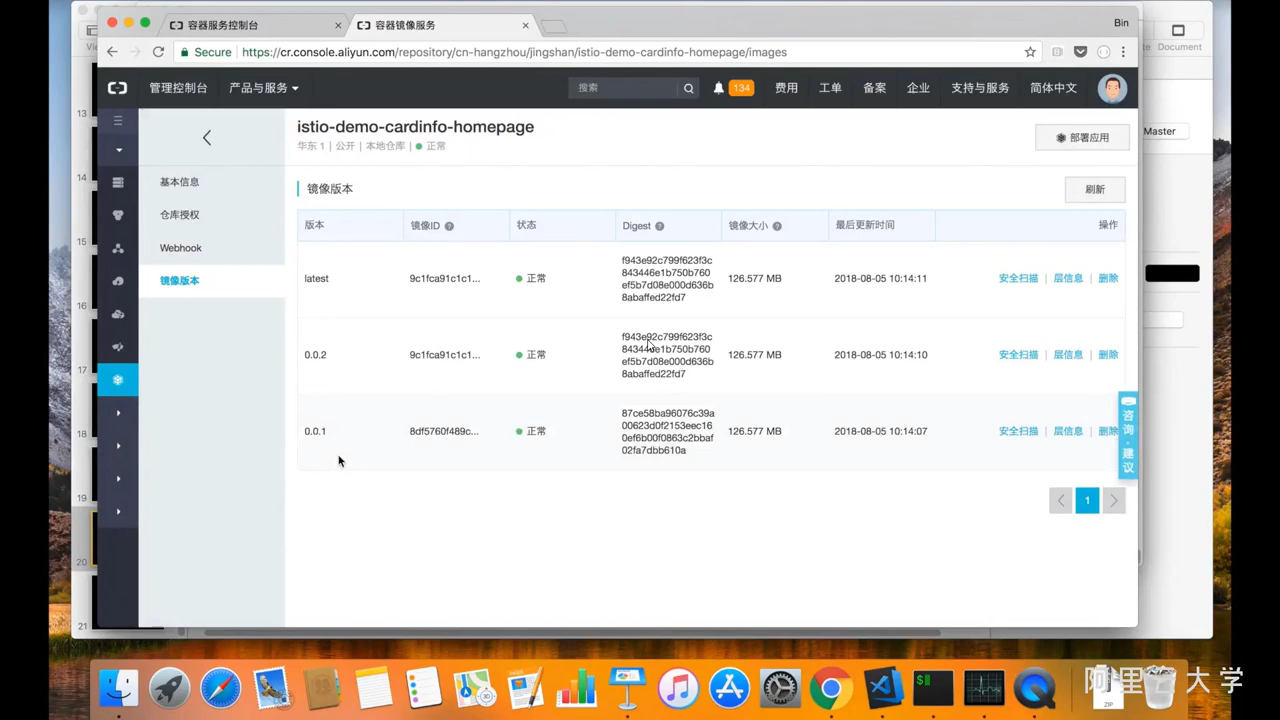 容器服务控制台
容器镜像服务
Bin
Secure
https://cr.console.aliyun.com/repository/cn-hangzhou/jingshan/istio-demo-cardinfo-homepage/images
Document
管理控制台
产品与服务
搜索
134
费用
工单
备案
企业
支持与服务
简体中文
Master
istio-demo-cardinfo-homepage
华东 1 | 公开 | 本地仓库 | 正常
部署应用
基本信息
仓库授权
Webhook
镜像版本
镜像版本
刷新
版本 镜像ID 状态 Digest 镜像大小 最后更新时间 操作
latest 9c1fca91c1c1... 正常
f943e92c799f623f3c
843446e1b750b760
ef5b7d08e000d636b
8abaffed22fd7
126.577 MB 2018-08-05 10:14:11 安全扫描 | 层信息 | 删除
0.0.2 9c1fca91c1c1... 正常
f943e92c799f623f3c
843446e1b750b760
ef5b7d08e000d636b
8abaffed22fd7
126.577 MB 2018-08-05 10:14:10 安全扫描 | 层信息 | 删除
0.0.1 8df5760f489c... 正常
87ce58ba96076c39a
00623d0f2153eec16
0ef6b00f0863c2bbaf
02fa7dbb610a
126.577 MB 2018-08-05 10:14:07 安全扫描 | 层信息 | 删除
咨询·建议
1
13
14
15
16
17
18
19
20
21
ZIP